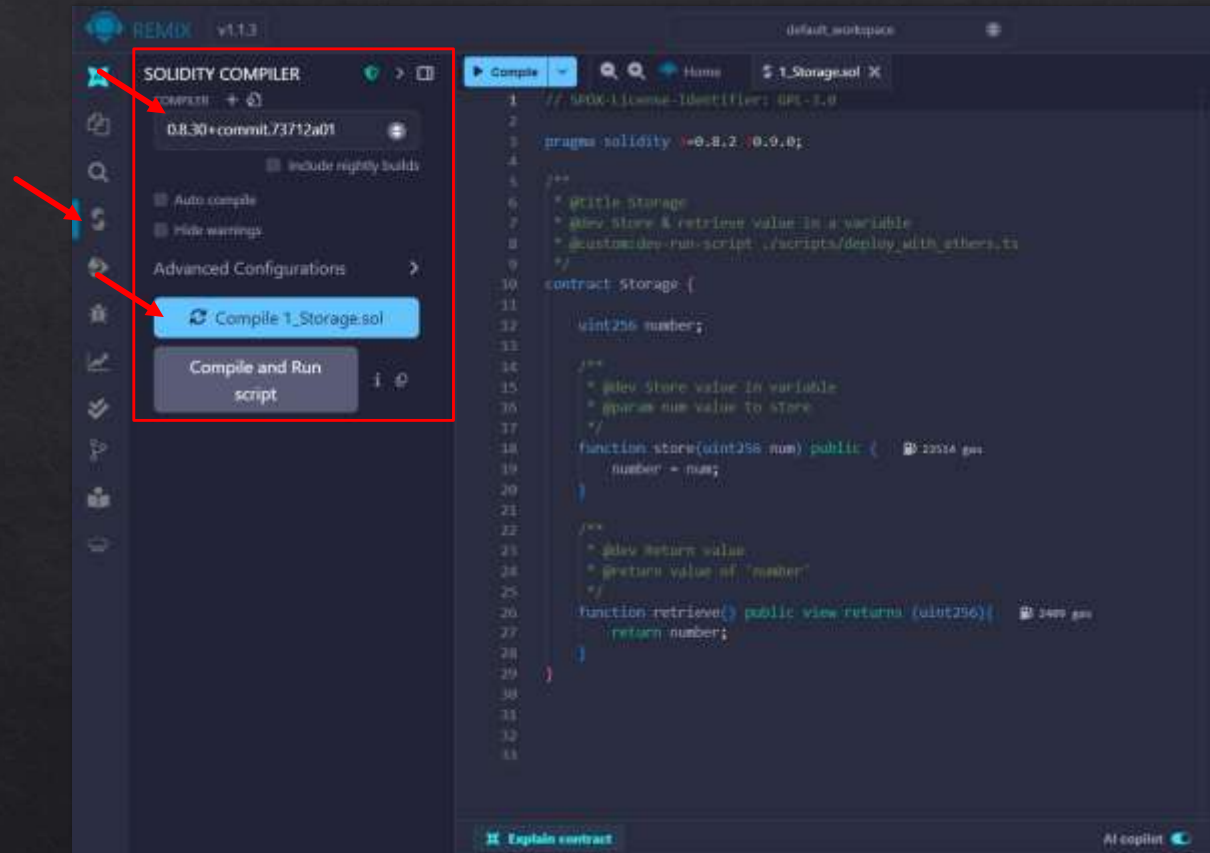 REMIX v1.1.3
default_workspace
SOLIDITY COMPILER
COMPILER
0.8.30+commit.73712a01
Include nightly builds
Auto compile
Hide warnings
Advanced Configurations
Compile 1_Storage.sol
Compile and Run
script
Compile Home 1_Storage.sol
1 // SPDX-License-Identifier: GPL-3.0
2
3 pragma solidity >=0.8.2 <0.9.0;
4
5 /**
6 * @title Storage
7 * @dev Store & retrieve value in a variable
8 * @custom:dev-run-script ./scripts/deploy_with_ethers.ts
9 */
10 contract Storage {
11
12 uint256 number;
13
14 /**
15 * @dev Store value in variable
16 * @param num value to store
17 */
18 function store(uint256 num) public { 22514 gas
19 number = num;
20 }
21
22 /**
23 * @dev Return value
24 * @return value of 'number'
25 */
26 function retrieve() public view returns (uint256){ 2409 gas
27 return number;
28 }
29 }
30
31
32
33
Explain contract
AI copilot